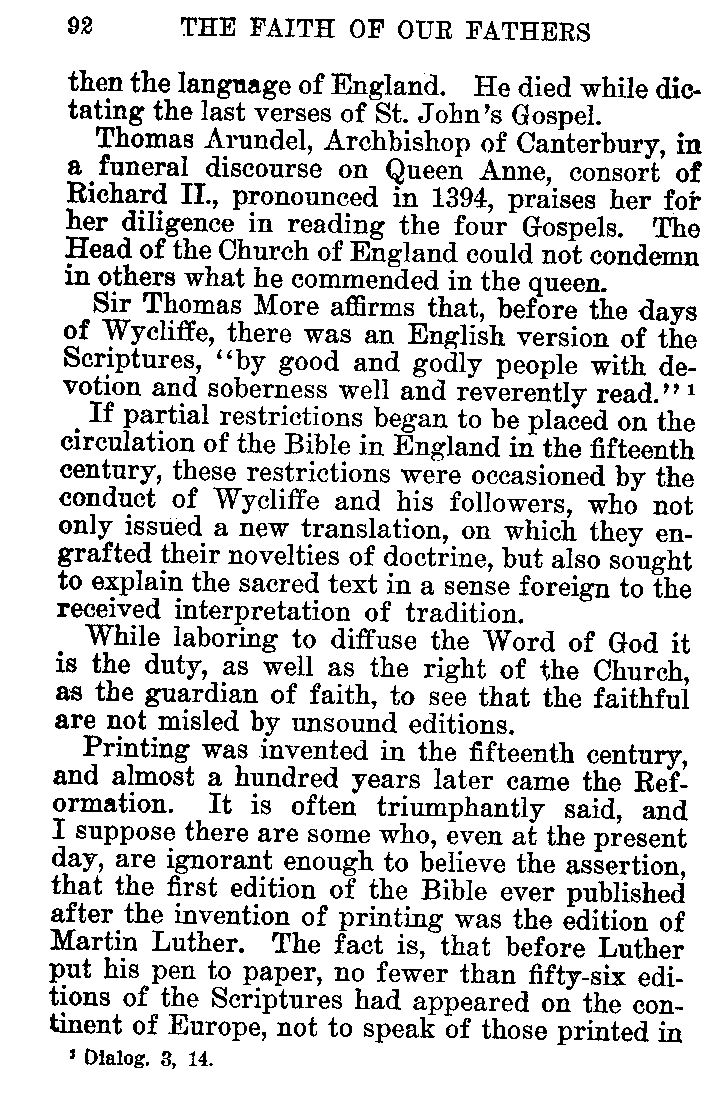 92 THE FAITH OF OUR FATHERS
then the language of England. He died while dic-
tating the last verses of St. John's Gospel.
Thomas Arundel, Archbishop of Canterbury, in
a funeral discourse on Queen Anne, consort of
Richard II., pronounced in 1394, praises her for
her diligence in reading the four Gospels. The
Head of the Church of England could not condemn
in others what he commended in the queen.
Sir Thomas More affirms that, before the days
of Wycliffe, there was an English version of the
Scriptures, "by good and godly people with de-
votion and soberness well and reverently read." 1
If partial restrictions began to be placed on the
circulation of the Bible in England in the fifteenth
century, these restrictions were occasioned by the
conduct of Wycliffe and his followers, who not
only issued a new translation, on which they en-
grafted their novelties of doctrine, but also sought
to explain the sacred text in a sense foreign to the
received interpretation of tradition.
While laboring to diffuse the Word of God it
is the duty, as well as the right of the Church,
as the guardian of faith, to see that the faithful
are not misled by unsound editions.
Printing was invented in the fifteenth century,
and almost a hundred years later came the Ref-
ormation. It is often triumphantly said, and
I suppose there are some who, even at the present
day, are ignorant enough to believe the assertion,
that the first edition of the Bible ever published
after the invention of printing was the edition of
Martin Luther. The fact is, that before Luther
put his pen to paper, no fewer than fifty-six edi-
tions of the Scriptures had appeared on the con-
tinent of Europe, not to speak of those printed in
1 Dialog. 3, 14.